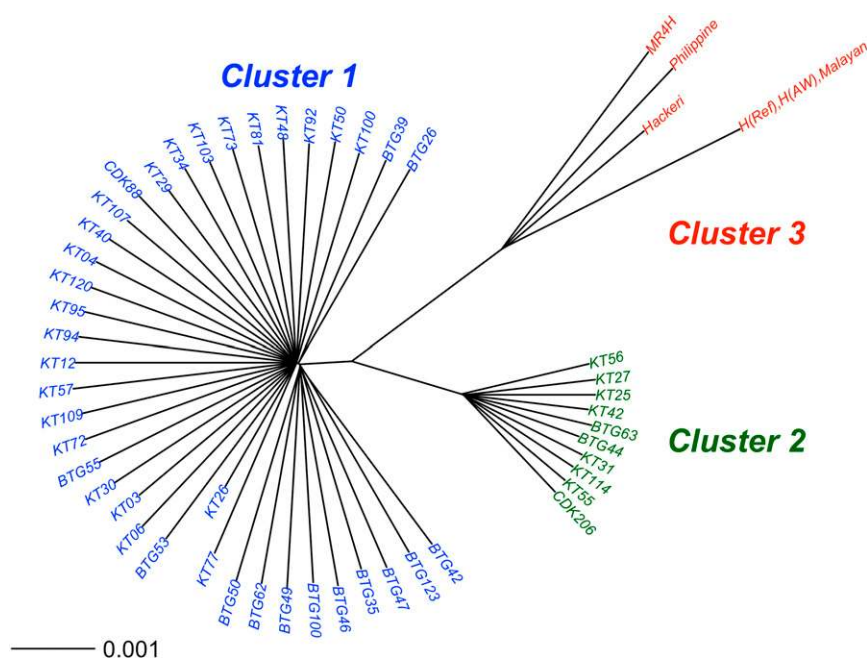 Cluster 1
MR4H
Philippine
Hackeri
H(Ref),H(AW),Malayan
Cluster 3
CDK88
KT29
KT34
KT103
KT73
KT81
KT48
KT92
KT50
KT100
BTG39
BTG26
KT107
KT40
KT04
KT120
KT95
KT94
KT12
KT57
KT109
KT72
BTG55
KT30
KT03
KT06
BTG53
KT26
KT77
BTG50
BTG62
BTG49
BTG100
BTG46
BTG35
BTG47
BTG123
BTG42
KT56
KT27
KT25
KT42
BTG63
BTG44
KT31
KT114
KT55
CDK206
Cluster 2
0.001